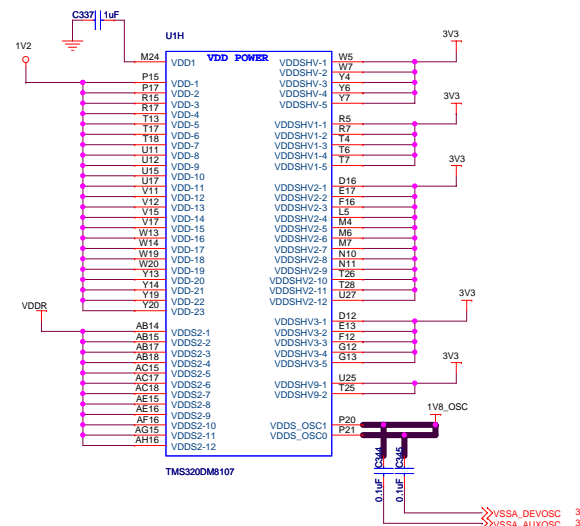 C337 1uF
U1H
1V2
3V3
VDD POWER
M24 VDD1 VDDSHV-1 W5
VDDSHV-2 W7
P15 VDD-1 VDDSHV-3 Y4
P17 VDD-2 VDDSHV-4 Y6
R15 VDD-3 VDDSHV-5 Y7
3V3
R17 VDD-4
T13 VDD-5 VDDSHV1-1 R5
T17 VDD-6 VDDSHV1-2 R7
T18 VDD-7 VDDSHV1-3 T4
U11 VDD-8 VDDSHV1-4 T6
U12 VDD-9 VDDSHV1-5 T7
3V3
U15 VDD-10
U17 VDD-11 VDDSHV2-1 D16
V11 VDD-12 VDDSHV2-2 E17
V12 VDD-13 VDDSHV2-3 F16
V15 VDD-14 VDDSHV2-4 L5
V17 VDD-15 VDDSHV2-5 M4
W13 VDD-16 VDDSHV2-6 M6
W14 VDD-17 VDDSHV2-7 M7
W19 VDD-18 VDDSHV2-8 N10
W20 VDD-19 VDDSHV2-9 N11
Y13 VDD-20 VDDSHV2-10 T26
Y14 VDD-21 VDDSHV2-11 T28
Y19 VDD-22 VDDSHV2-12 U27
Y20 VDD-23
VDDR
3V3
VDDSHV3-1 D12
AB14 VDDS2-1 VDDSHV3-2 E13
AB15 VDDS2-2 VDDSHV3-3 F12
AB17 VDDS2-3 VDDSHV3-4 G12
AB18 VDDS2-4 VDDSHV3-5 G13
3V3
AC15 VDDS2-5
AC17 VDDS2-6 VDDSHV9-1 U25
AC18 VDDS2-7 VDDSHV9-2 T25
AE15 VDDS2-8
AE16 VDDS2-9
1V8_OSC
AF16 VDDS2-10 VDDS_OSC1 P20
AG15 VDDS2-11 VDDS_OSC0 P21
AH16 VDDS2-12
TMS320DM8107
C344
0.1uF
C345
0.1uF
VSSA_DEVOSC 3
VSSA_AUXOSC 3